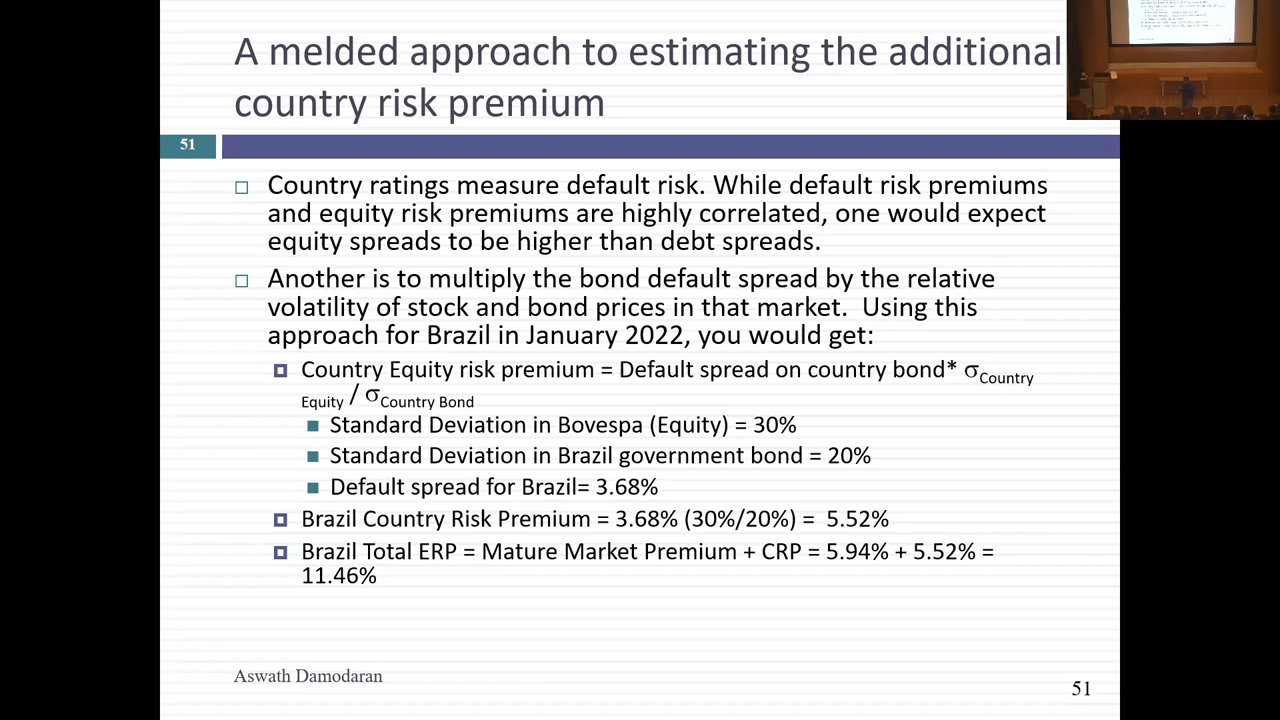 A melded approach to estimating the additional
country risk premium
51
□ Country ratings measure default risk. While default risk premiums
and equity risk premiums are highly correlated, one would expect
equity spreads to be higher than debt spreads.
□ Another is to multiply the bond default spread by the relative
volatility of stock and bond prices in that market.  Using this
approach for Brazil in January 2022, you would get:
Country Equity risk premium = Default spread on country bond* σCountry
Equity / σCountry Bond
■ Standard Deviation in Bovespa (Equity) = 30%
■ Standard Deviation in Brazil government bond = 20%
■ Default spread for Brazil= 3.68%
Brazil Country Risk Premium = 3.68% (30%/20%) =  5.52%
Brazil Total ERP = Mature Market Premium + CRP = 5.94% + 5.52% =
11.46%
Aswath Damodaran
51